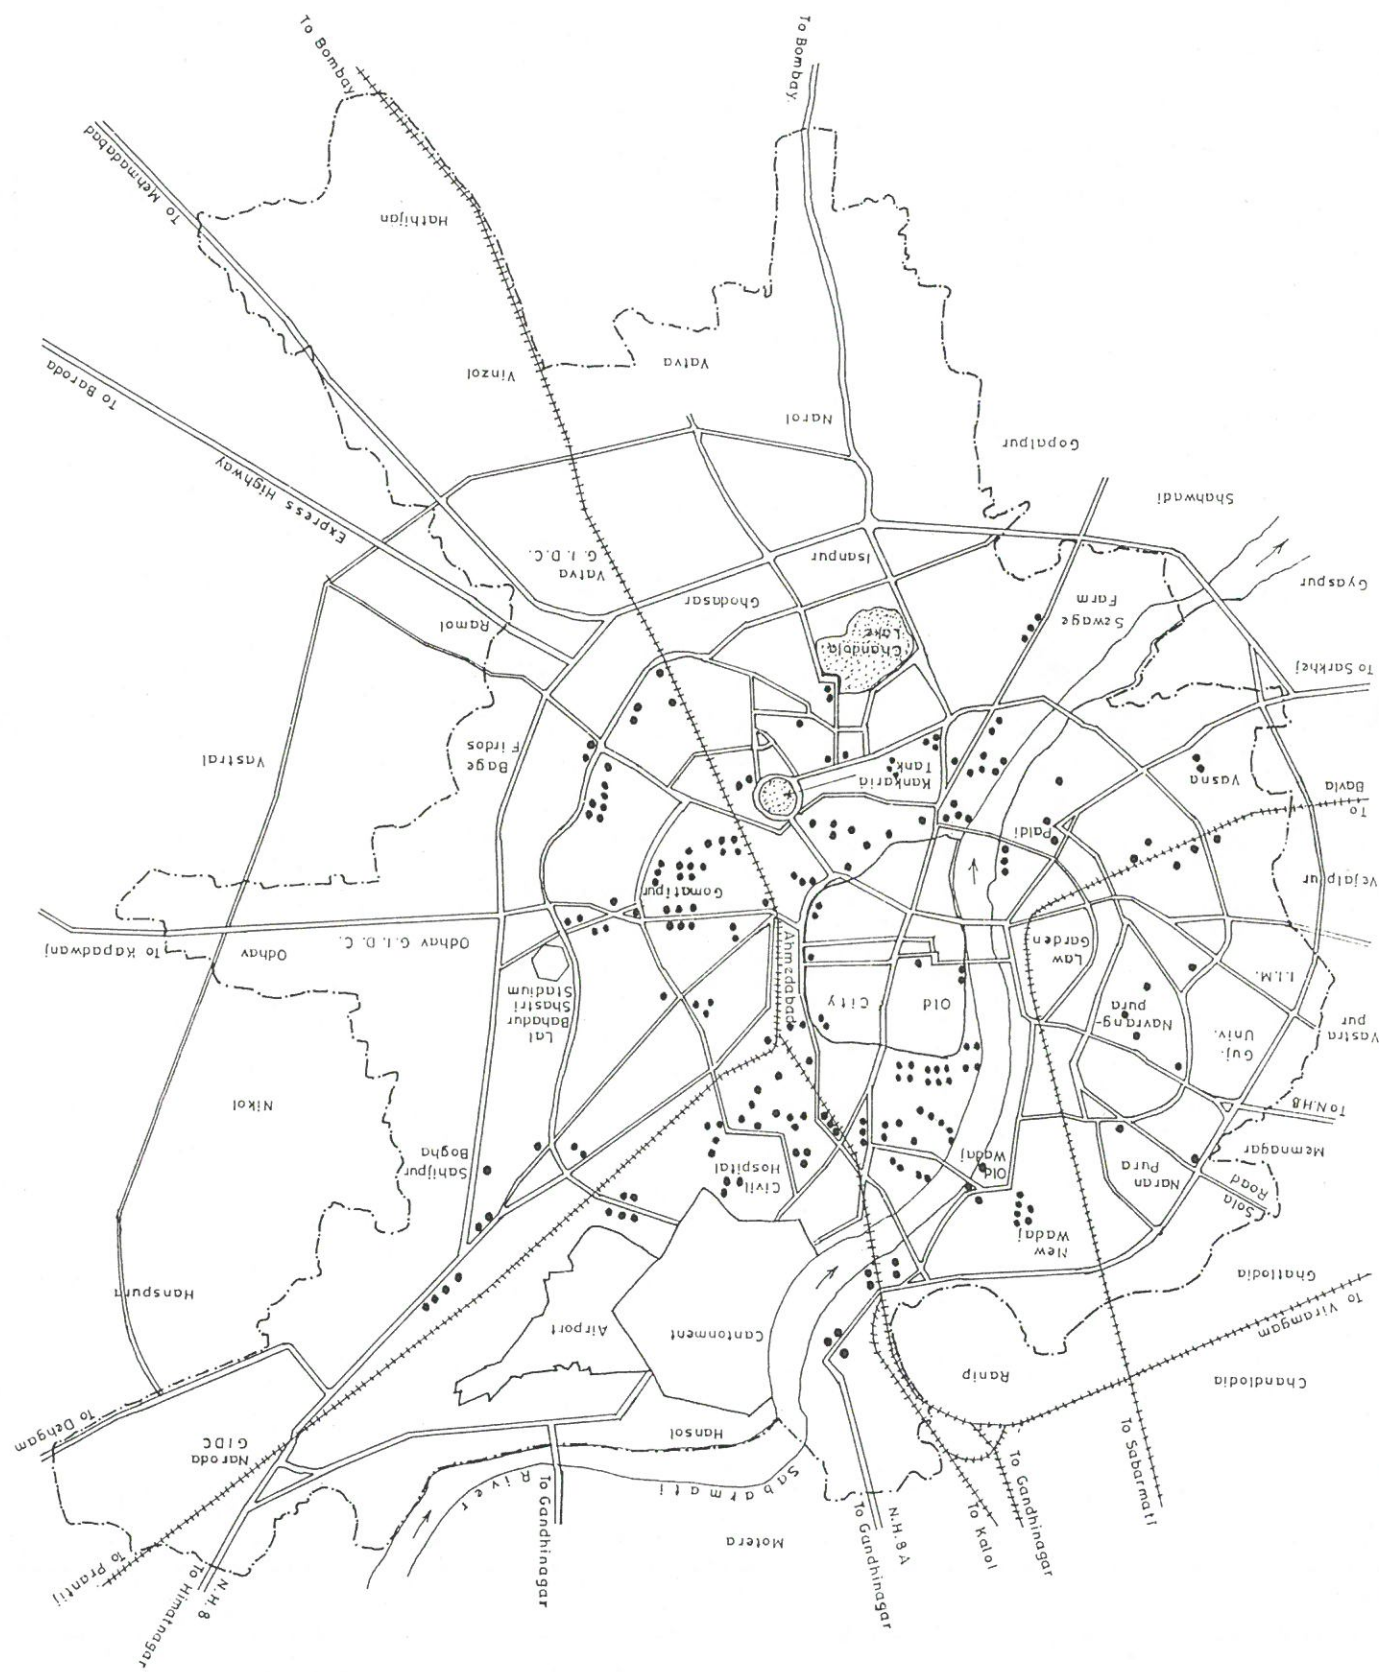 To Himatnagar
N.H.8
To Prantij
To Gandhinagar
N.H.8A
To Gandhinagar
To Kalol
To Gandhinagar
To Sabarmati
Motera
Sabarmati River
Naroda
GIDC
To Dehgam
Hansol
Chandlodia
Ranip
To Viramgam
Cantonment
Airport
Hanspura
Ghatlodia
New
Wadaj
Sola
Road
Naran
Pura
Old
Wadaj
Civil
Hospital
Sahijpur
Bogha
Memnagar
To N.H.8
Nikol
Guj.
Univ.
Vastra
pur
Navrang-
pura
Lal
Bahadur
Shastri
Stadium
Old City
Ahmedabad
I.I.M.
Law
Garden
Odhav G.I.D.C.
Odhav
To Kapadwanj
Gomatipur
Vejalpur
Paldi
To
Bavla
Vasna
Kankaria
Tank
Bage
Firdos
Vastral
To Sarkhej
Chandola
Lake
Sewage
Farm
Ramol
Ghodasar
Gyaspur
Isanpur
Vatva
G.I.D.C.
Express Highway
Shahwadi
Gopalpur
Narol
To Baroda
Vinzol
Vatva
Hathijan
To Mehmadabad
To Bombay.
To Bombay